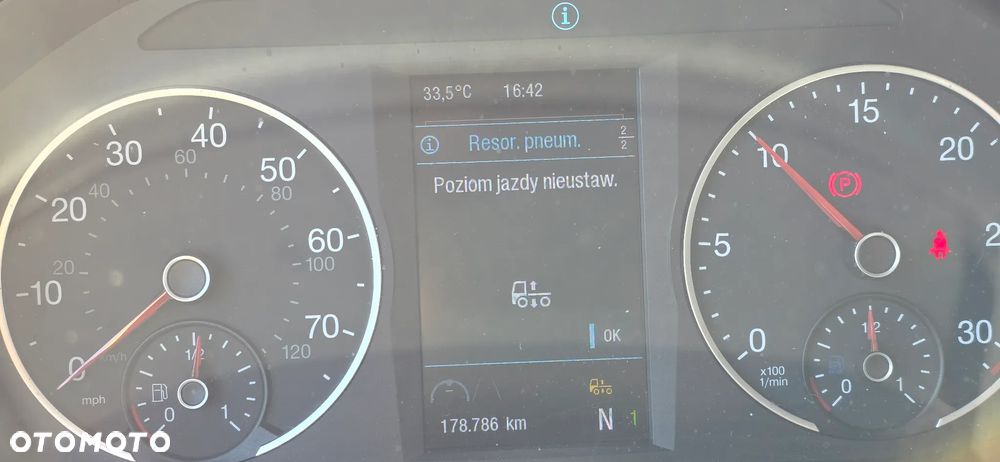 33,5°C 16:42
Resor. pneum. 2/2
Poziom jazdy nieustaw.
OK
178.786 km N 1
0 10 20 30 40 50 60 70
20 40 60 80 100 120
km/h
mph
0 1/2 1
0 5 10 15 20 2 30
P
x100
1/min
0 1/2 1
OTOMOTO